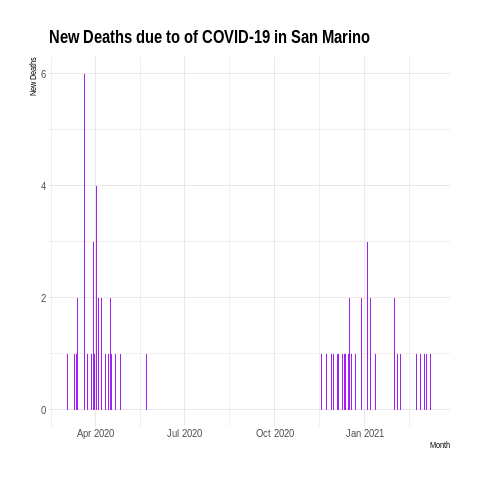 New Deaths due to of COVID-19 in San Marino
New Deaths
6
4
2
0
Apr 2020 Jul 2020 Oct 2020 Jan 2021
Month